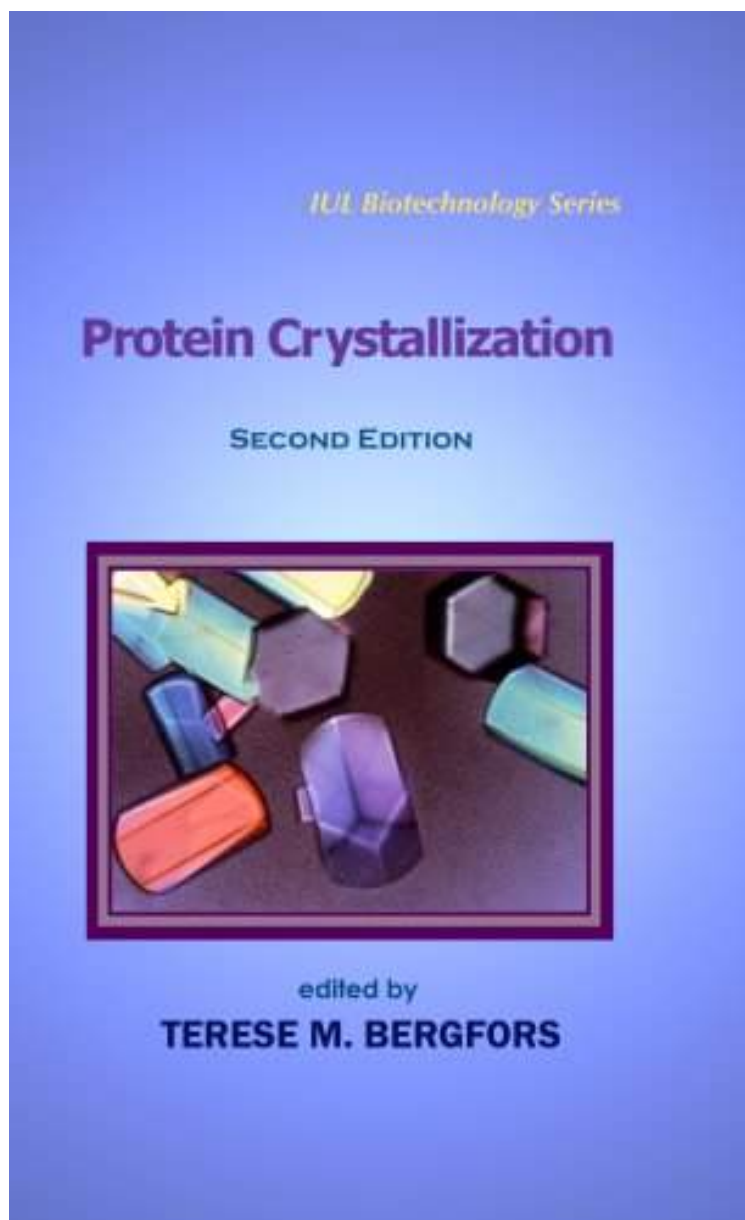 IUL Biotechnology Series
Protein Crystallization
SECOND EDITION
edited by
TERESE M. BERGFORS